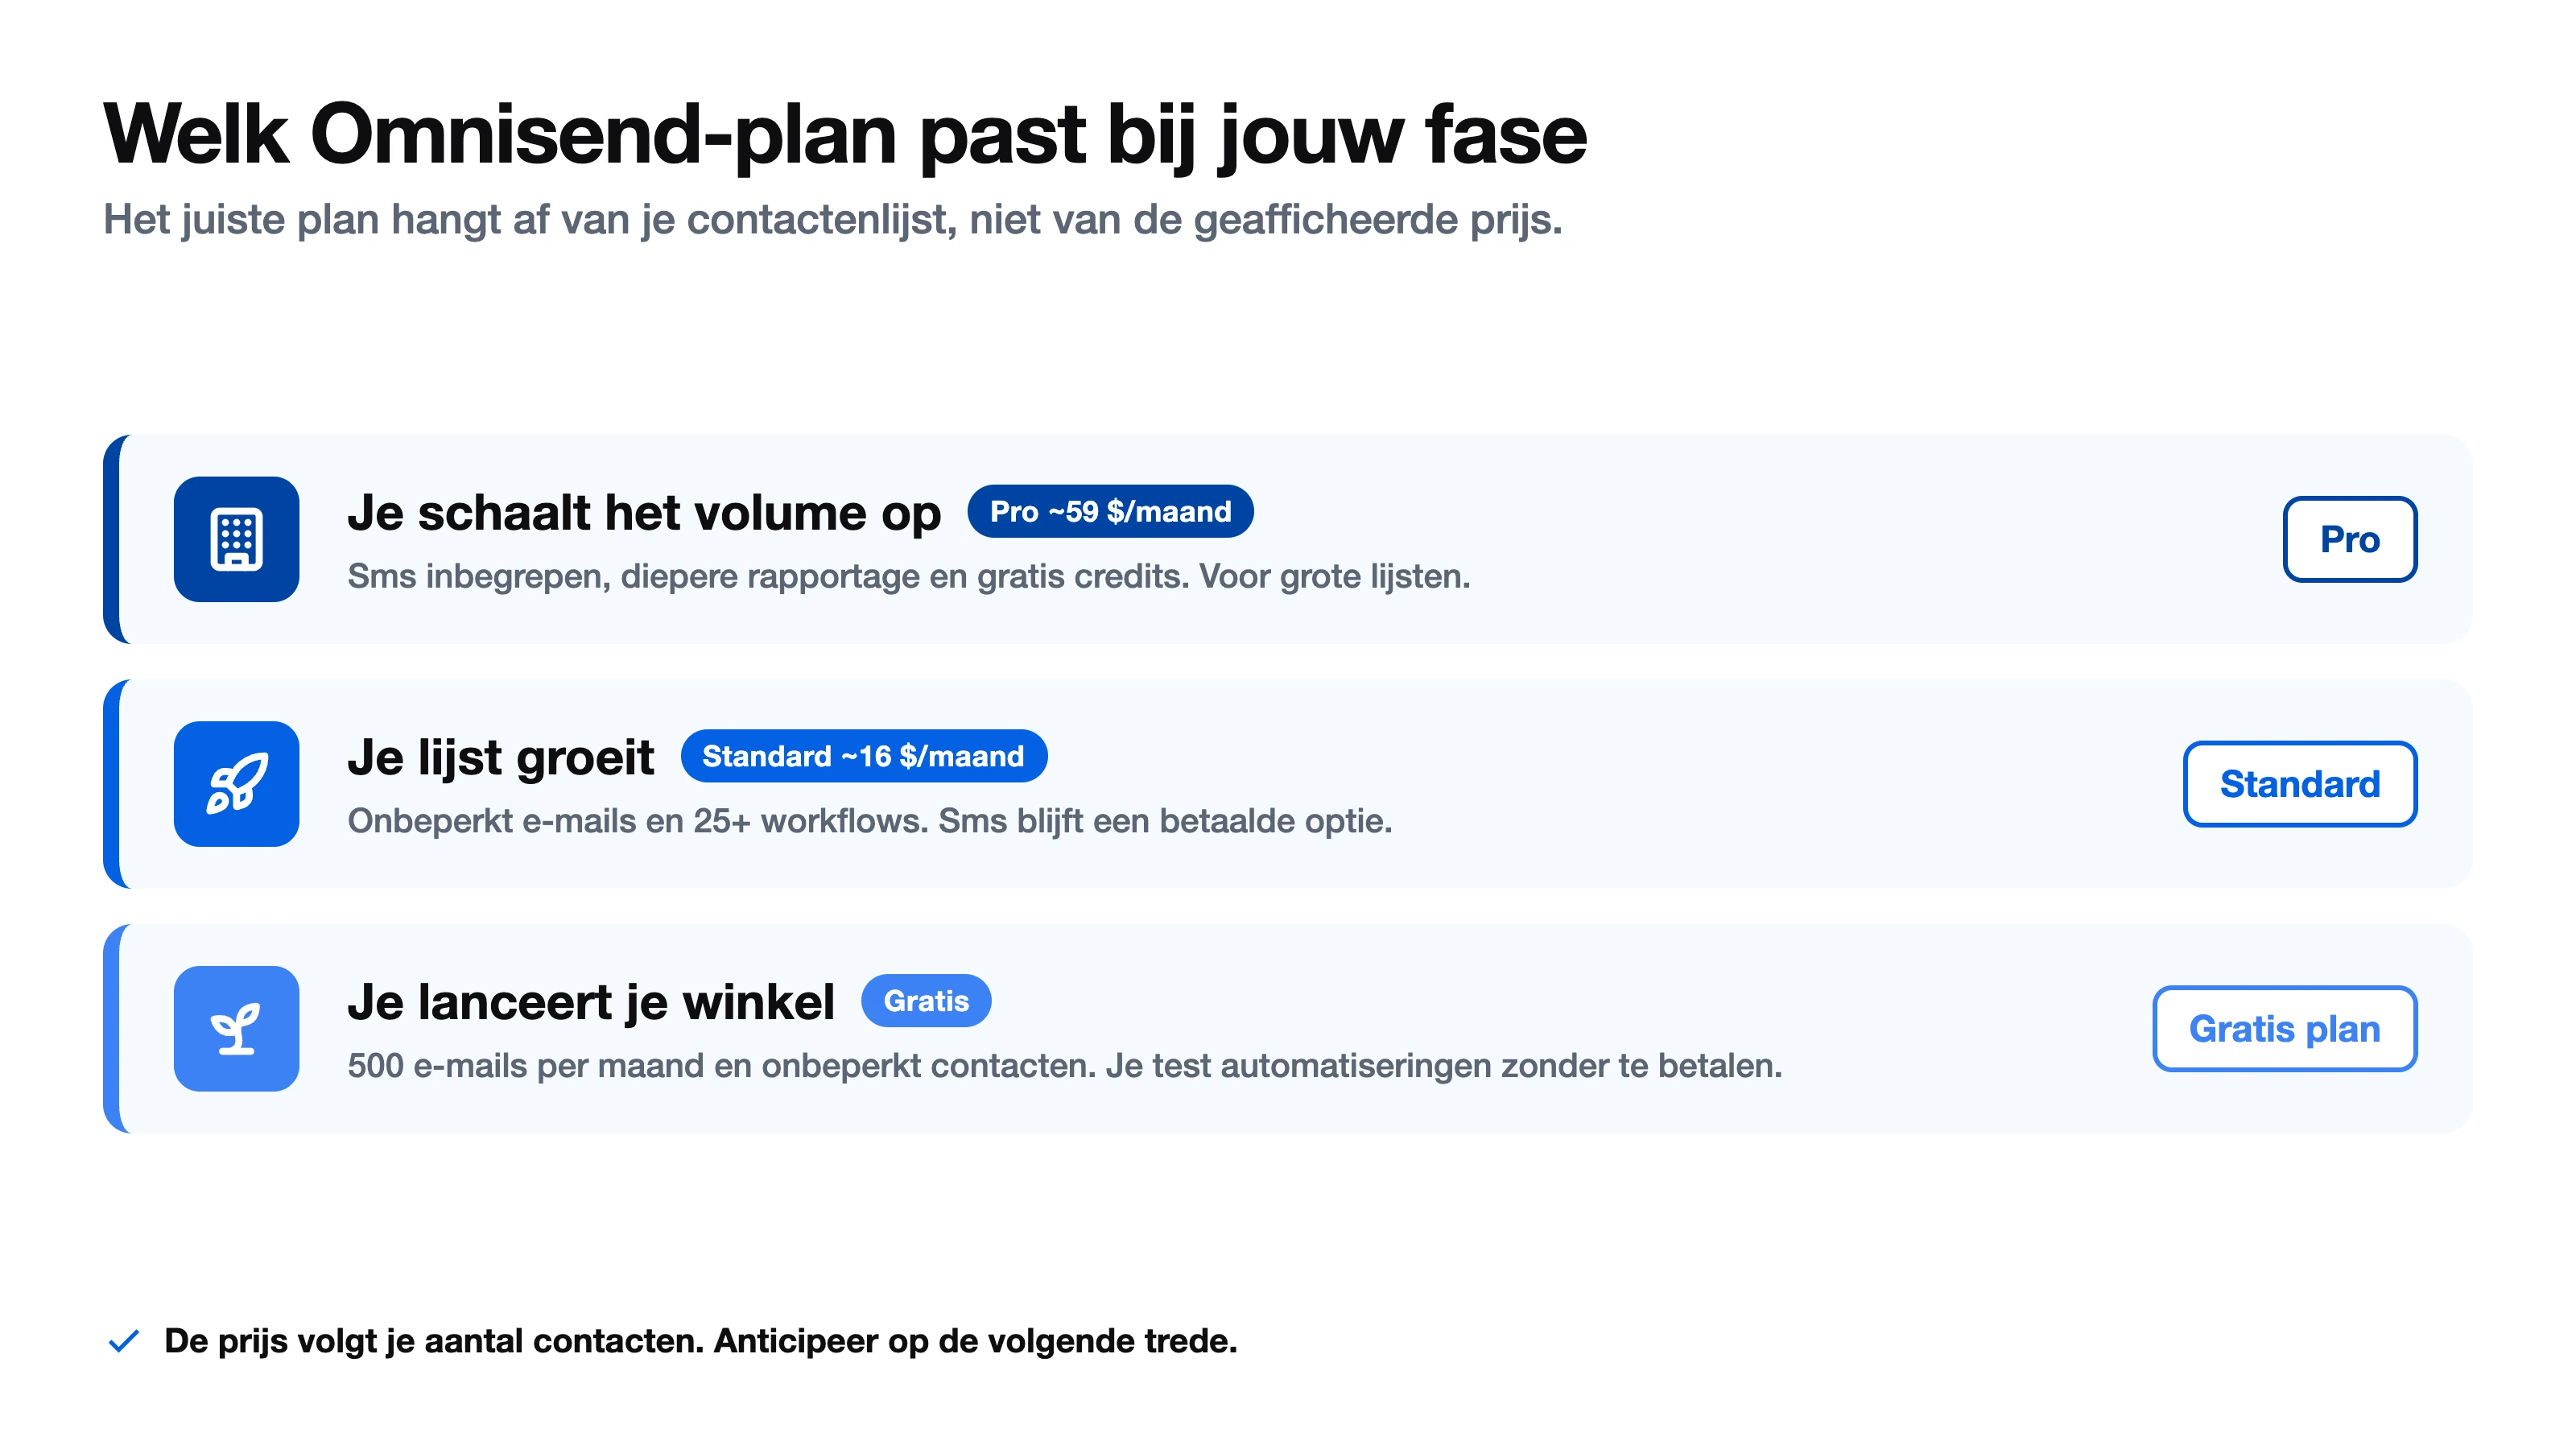 Welk Omnisend-plan past bij jouw fase
Het juiste plan hangt af van je contactenlijst, niet van de geafficheerde prijs.
Je schaalt het volume op
Pro ~59 $/maand
Sms inbegrepen, diepere rapportage en gratis credits. Voor grote lijsten.
Pro
Je lijst groeit
Standard ~16 $/maand
Onbeperkt e-mails en 25+ workflows. Sms blijft een betaalde optie.
Standard
Je lanceert je winkel
Gratis
500 e-mails per maand en onbeperkt contacten. Je test automatiseringen zonder te betalen.
Gratis plan
De prijs volgt je aantal contacten. Anticipeer op de volgende trede.